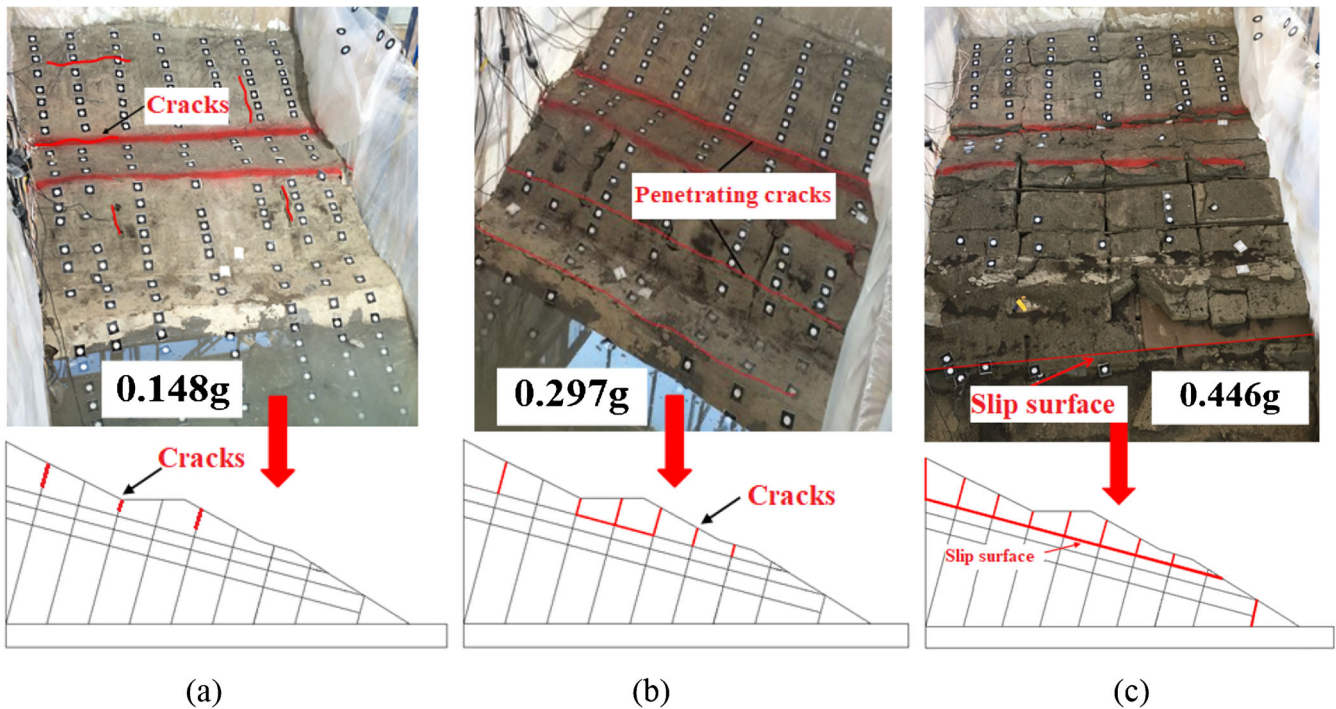 Cracks
Penetrating cracks
0.148g
0.297g
Slip surface
0.446g
Cracks
Cracks
Slip surface
(a)
(b)
(c)